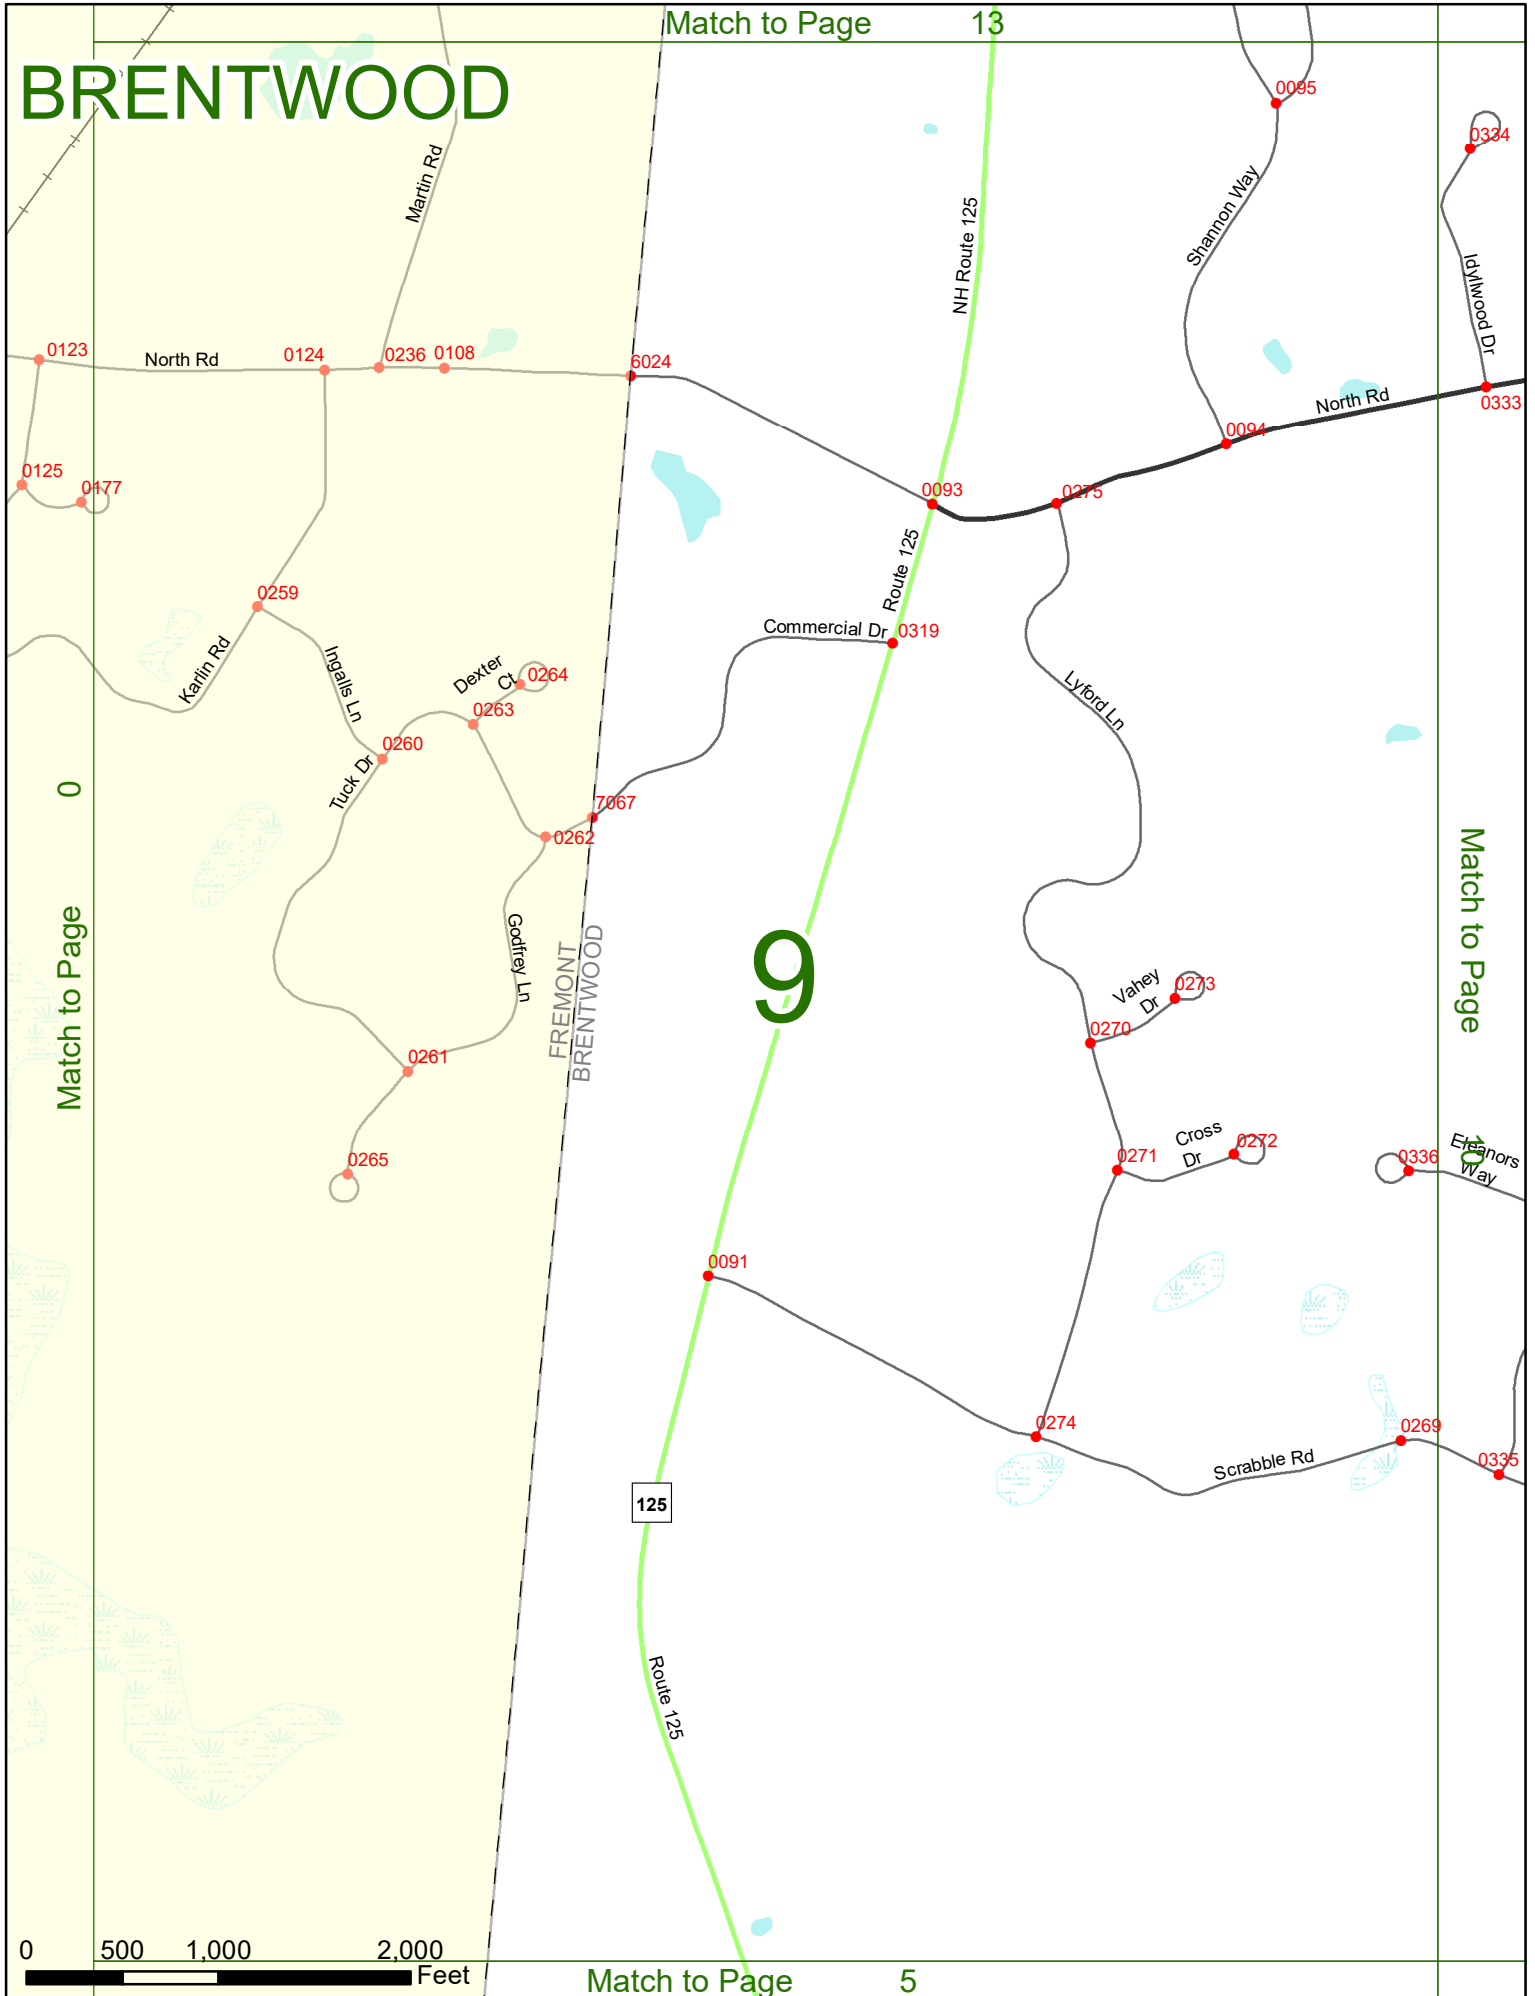 Match to Page 13
BRENTWOOD
0095
0334
Martin Rd
Shannon Way
NH Route 125
Idyllwood Dr
0123
North Rd
0124
0236
0108
6024
North Rd
0333
0094
0125
0177
0093
0275
Route 125
0259
Commercial Dr
0319
Karlin Rd
Ingalls Ln
Dexter
Ct
0264
Lyford Ln
0263
0260
Tuck Dr
0
7067
0262
Match to Page
Match to Page
10
Godfrey Ln
FREMONT
BRENTWOOD
9
Vahey
Dr
0273
0270
0261
Cross
Dr
0272
0271
0336
Eleanors
Way
0265
0091
0274
0269
Scrabble Rd
0335
125
Route 125
0 500 1,000 2,000
Feet
Match to Page 5